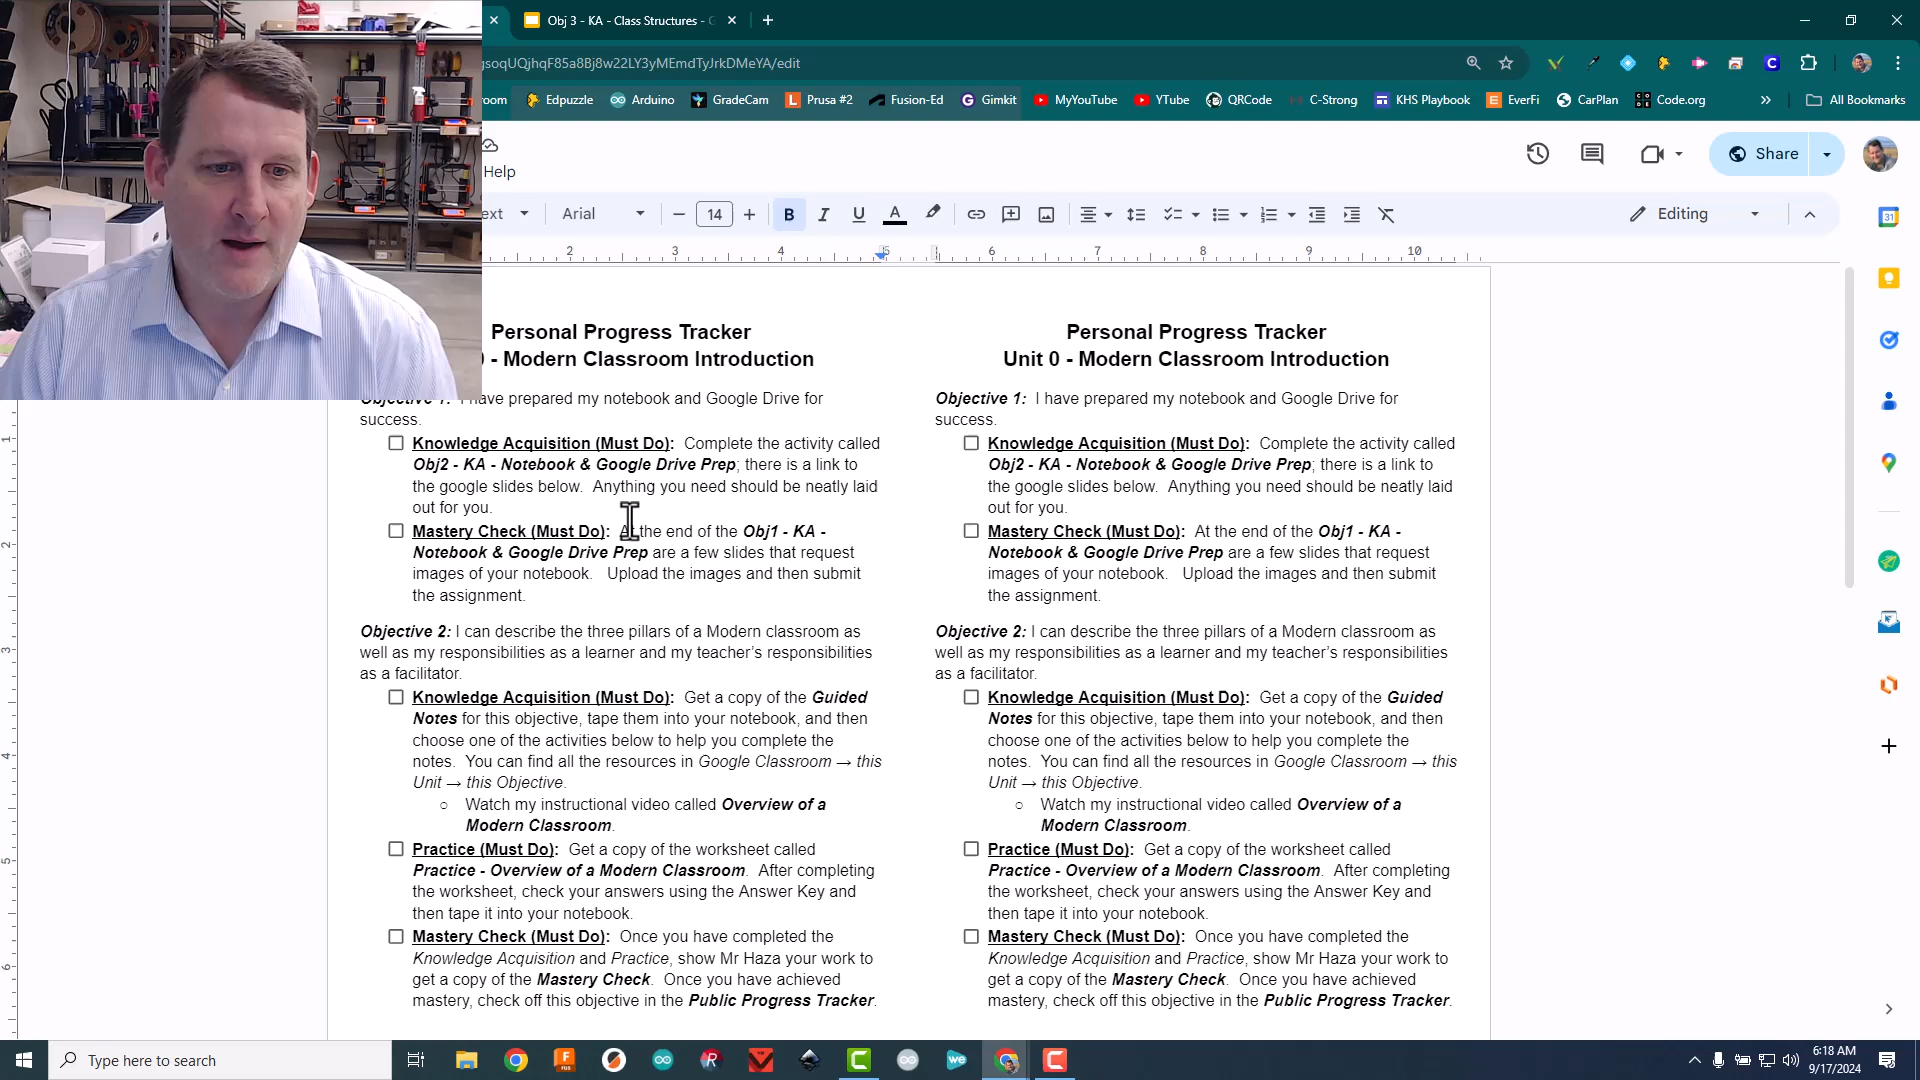 Obj 3 - KA - Class Structures - G
gsoqUQjhqF85a8Bj8w22LY3yMEmdTyJrkDMeYA/edit
room
Edpuzzle
Arduino
GradeCam
Prusa #2
Fusion-Ed
Gimkit
MyYouTube
YTube
QRCode
C-Strong
KHS Playbook
EverFi
CarPlan
Code.org
All Bookmarks
Help
Share
ext
Arial
14
Editing
2 3 4 5 6 7 8 9 10
Personal Progress Tracker
- Modern Classroom Introduction
Objective 1: I have prepared my notebook and Google Drive for
success.
Knowledge Acquisition (Must Do): Complete the activity called
Obj2 - KA - Notebook & Google Drive Prep; there is a link to
the google slides below. Anything you need should be neatly laid
out for you.
Mastery Check (Must Do): At the end of the Obj1 - KA -
Notebook & Google Drive Prep are a few slides that request
images of your notebook. Upload the images and then submit
the assignment.
Objective 2: I can describe the three pillars of a Modern classroom as
well as my responsibilities as a learner and my teacher's responsibilities
as a facilitator.
Knowledge Acquisition (Must Do): Get a copy of the Guided
Notes for this objective, tape them into your notebook, and then
choose one of the activities below to help you complete the
notes. You can find all the resources in Google Classroom → this
Unit → this Objective.
○ Watch my instructional video called Overview of a
Modern Classroom.
Practice (Must Do): Get a copy of the worksheet called
Practice - Overview of a Modern Classroom. After completing
the worksheet, check your answers using the Answer Key and
then tape it into your notebook.
Mastery Check (Must Do): Once you have completed the
Knowledge Acquisition and Practice, show Mr Haza your work to
get a copy of the Mastery Check. Once you have achieved
mastery, check off this objective in the Public Progress Tracker.
Personal Progress Tracker
Unit 0 - Modern Classroom Introduction
Objective 1: I have prepared my notebook and Google Drive for
success.
Knowledge Acquisition (Must Do): Complete the activity called
Obj2 - KA - Notebook & Google Drive Prep; there is a link to
the google slides below. Anything you need should be neatly laid
out for you.
Mastery Check (Must Do): At the end of the Obj1 - KA -
Notebook & Google Drive Prep are a few slides that request
images of your notebook. Upload the images and then submit
the assignment.
Objective 2: I can describe the three pillars of a Modern classroom as
well as my responsibilities as a learner and my teacher's responsibilities
as a facilitator.
Knowledge Acquisition (Must Do): Get a copy of the Guided
Notes for this objective, tape them into your notebook, and then
choose one of the activities below to help you complete the
notes. You can find all the resources in Google Classroom → this
Unit → this Objective.
○ Watch my instructional video called Overview of a
Modern Classroom.
Practice (Must Do): Get a copy of the worksheet called
Practice - Overview of a Modern Classroom. After completing
the worksheet, check your answers using the Answer Key and
then tape it into your notebook.
Mastery Check (Must Do): Once you have completed the
Knowledge Acquisition and Practice, show Mr Haza your work to
get a copy of the Mastery Check. Once you have achieved
mastery, check off this objective in the Public Progress Tracker.
1
2
3
4
5
6
31
Type here to search
6:18 AM
9/17/2024